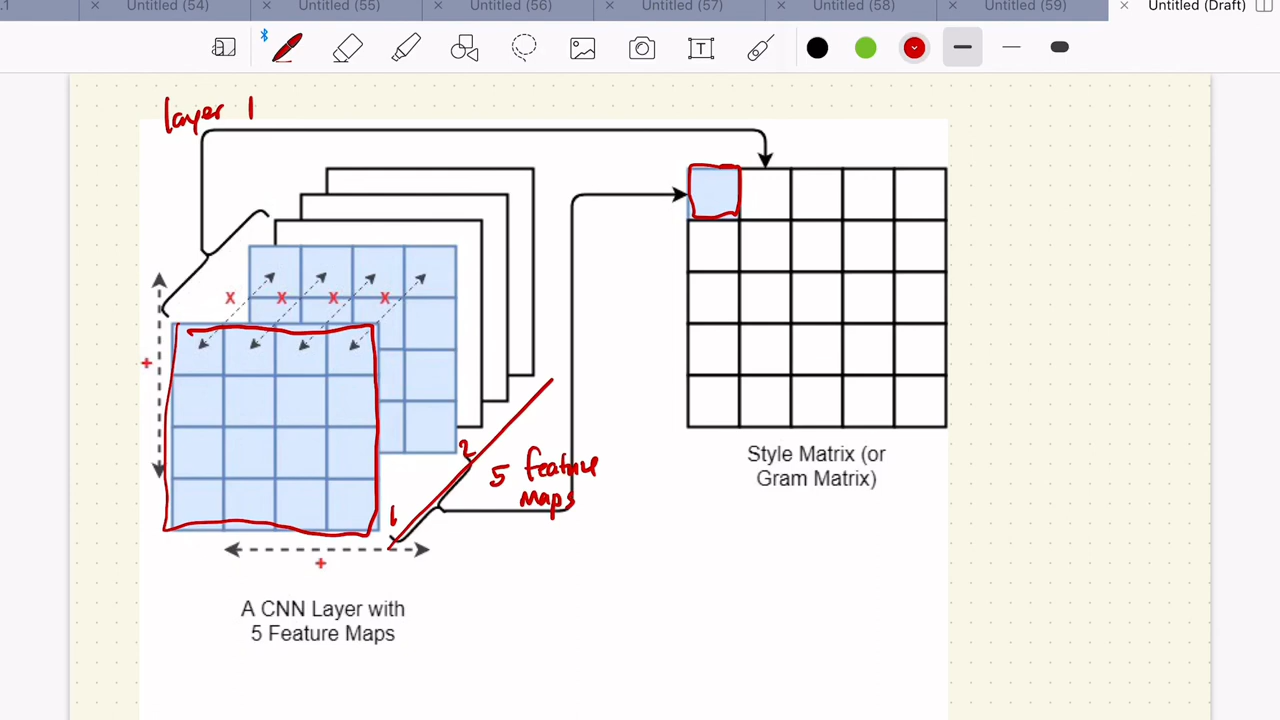 .1
Untitled (54)
Untitled (55)
Untitled (56)
Untitled (57)
Untitled (58)
Untitled (59)
Untitled (Draft)
T
layer 1
X X X X
+
2
5 feature
maps
1
+
Style Matrix (or
Gram Matrix)
A CNN Layer with
5 Feature Maps